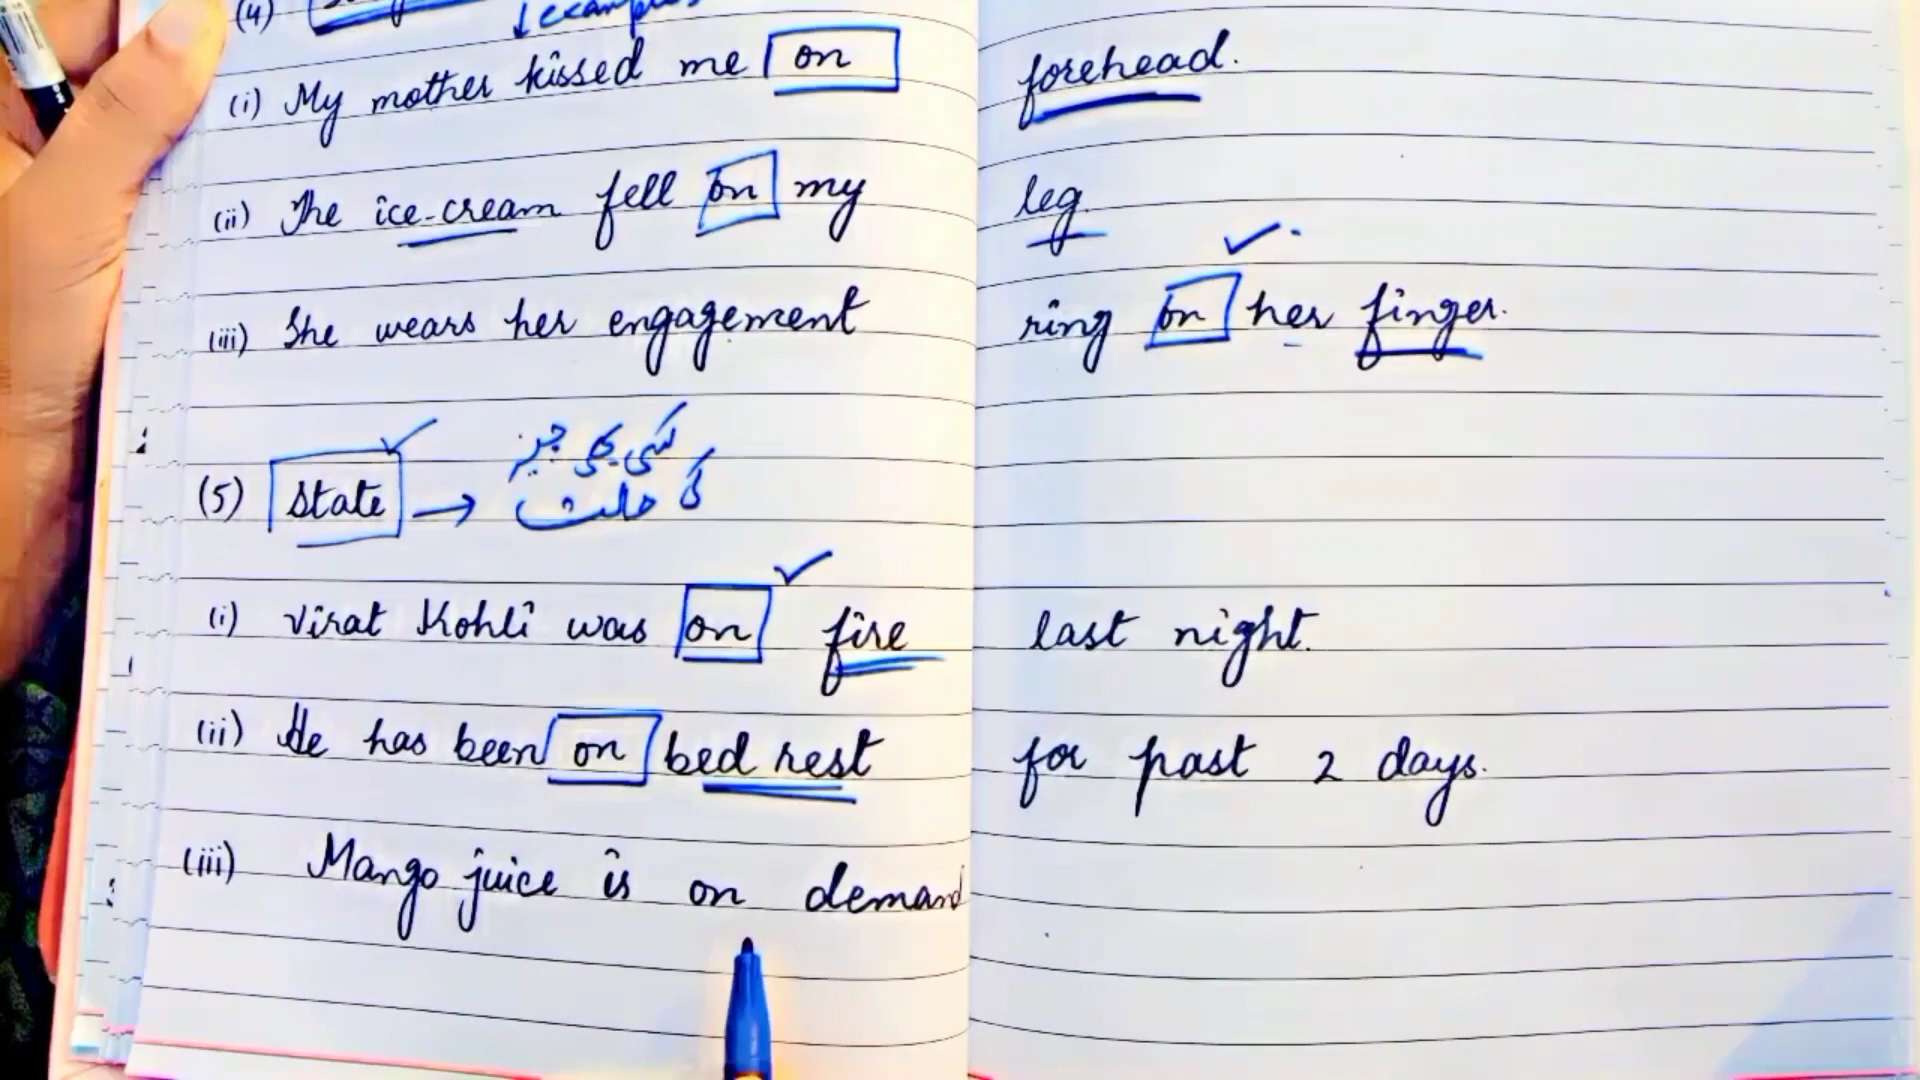 (4)
↓ examples
(i) My mother kissed me on forehead.
(ii) The ice-cream fell on my leg.
(iii) She wears her engagement ring on her finger.
(5) State → کسی بھی چیز
کی حالت
(i) Virat Kohli was on fire last night.
(ii) He has been on bed rest for past 2 days.
(iii) Mango juice is on demand